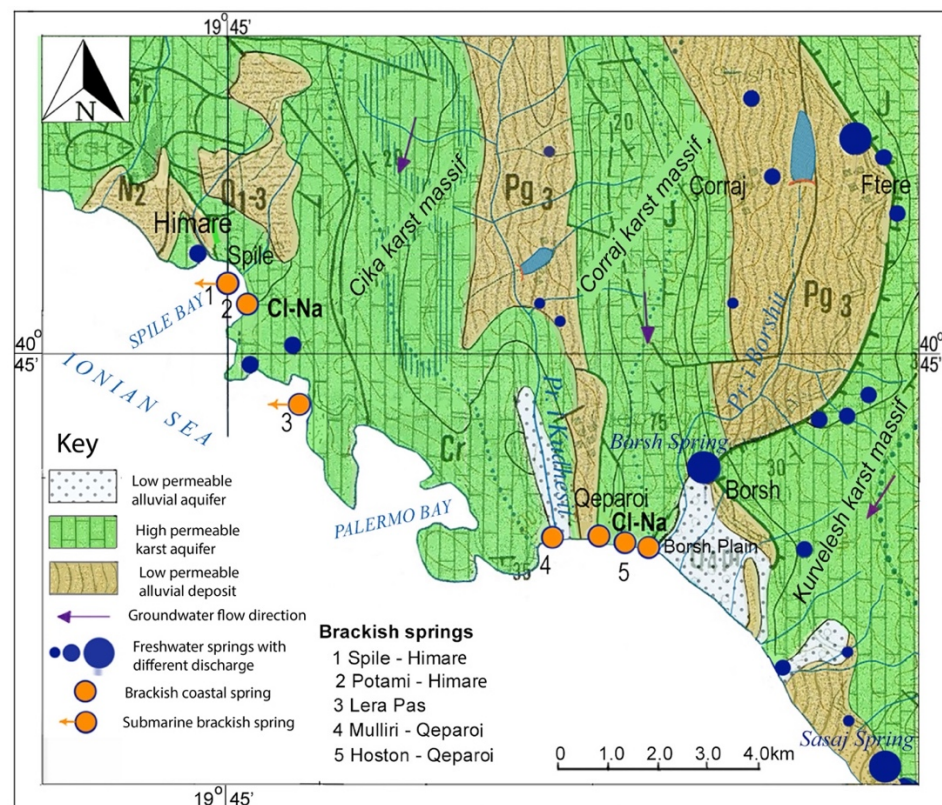 19°45'
N
Cr
J
20
20
N2
Q1-3
Himare
Spile
Cika karst massif
Pg3
Corraj karst massif
J
Corraj
Ftere
Pg3
1
2
Cl-Na
SPILE BAY
40°
45'
40°
45'
IONIAN SEA
3
Pr. i Borshit
Pr. i Kudhesit
75
Cr
Borsh Spring
30
Kurvelesh karst massif
Borsh
Qeparoi
Cl-Na
PALERMO BAY
35
4
5
Borsh Plain
Key
Low permeable
alluvial aquifer
High permeable
karst aquifer
Low permeable
alluvial deposit
Groundwater flow direction
Freshwater springs with
different discharge
Brackish coastal spring
Submarine brackish spring
Brackish springs
1 Spile - Himare
2 Potami - Himare
3 Lera Pas
4 Mulliri - Qeparoi
5 Hoston - Qeparoi
0 1.0 2.0 3.0 4.0km
Sasaj Spring
19°45'